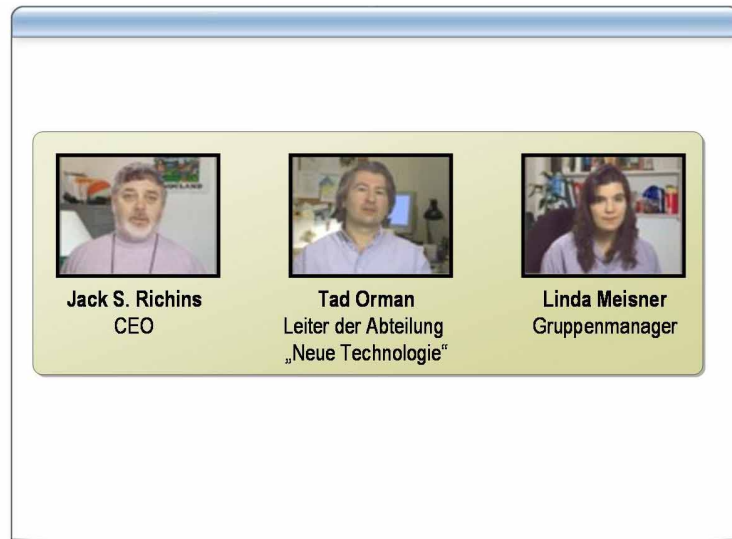 Jack S. Richins
CEO
Tad Orman
Leiter der Abteilung
„Neue Technologie“
Linda Meisner
Gruppenmanager